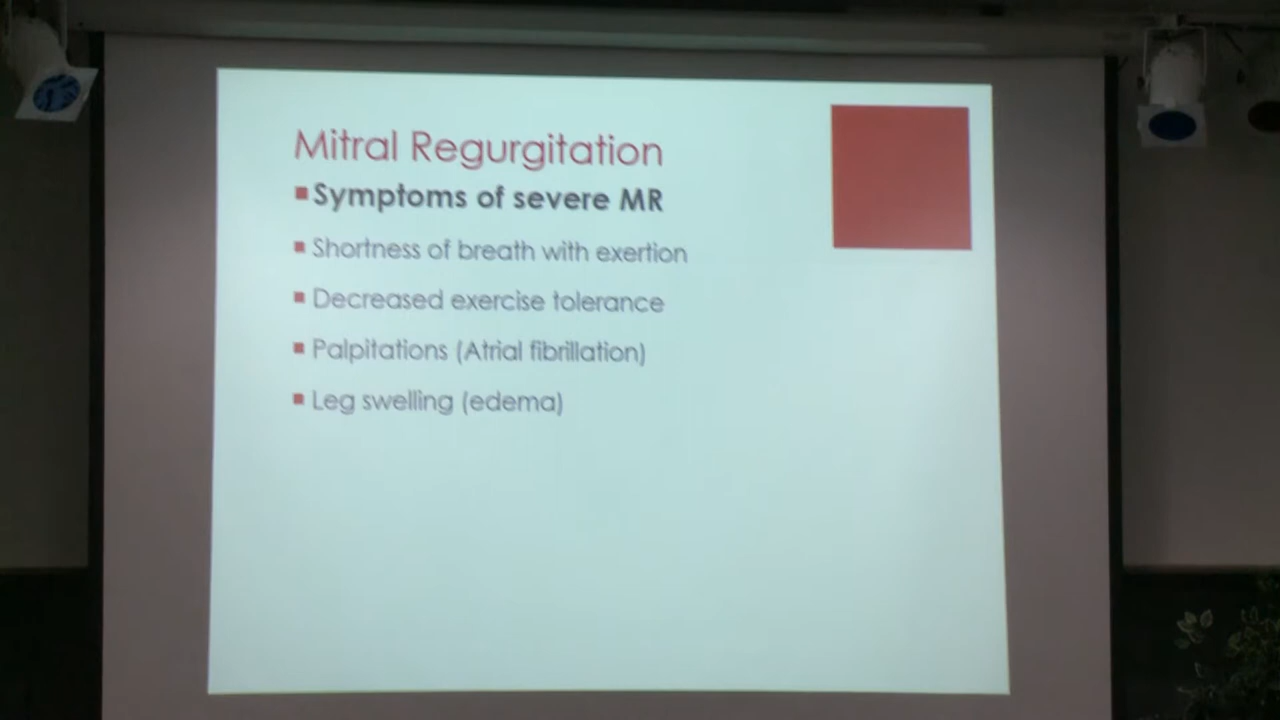 Mitral Regurgitation
Symptoms of severe MR
Shortness of breath with exertion
Decreased exercise tolerance
Palpitations (Atrial fibrillation)
Leg swelling (edema)